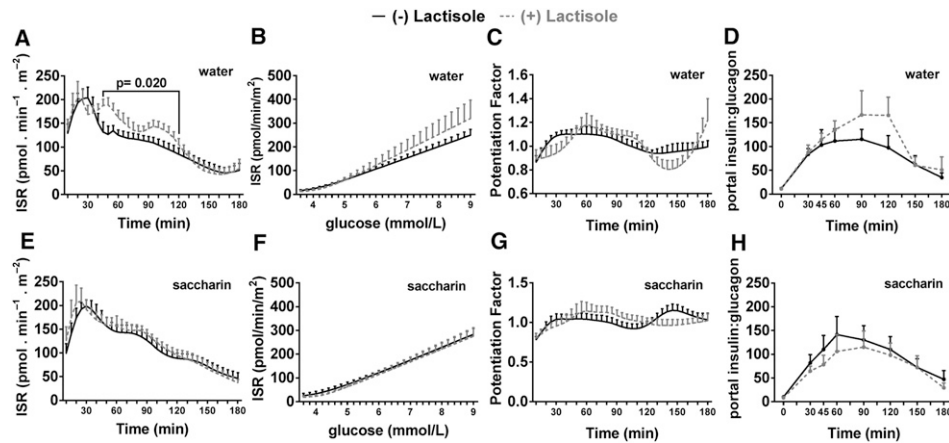 (-) Lactisole (+) Lactisole
A B C D
water
p= 0.020
ISR (pmol . min⁻¹ . m⁻²)
250
200
150
100
50
0
30 60 90 120 150 180
Time (min)
water
ISR (pmol/min/m²)
500
400
300
200
100
0
4 5 6 7 8 9
glucose (mmol/L)
water
Potentiation Factor
1.6
1.4
1.2
1.0
0.8
0.6
30 60 90 120 150 180
Time (min)
water
portal insulin:glucagon
250
200
150
100
50
0
0 30 45 60 90 120 150 180
Time (min)
E F G H
saccharin
ISR (pmol . min⁻¹ . m⁻²)
250
200
150
100
50
0
30 60 90 120 150 180
Time (min)
saccharin
ISR (pmol/min/m²)
500
400
300
200
100
0
4 5 6 7 8 9
glucose (mmol/L)
saccharin
Potentiation Factor
1.5
1.0
0.5
0.0
30 60 90 120 150 180
Time (min)
saccharin
portal insulin:glucagon
250
200
150
100
50
0
0 30 45 60 90 120 150 180
Time (min)